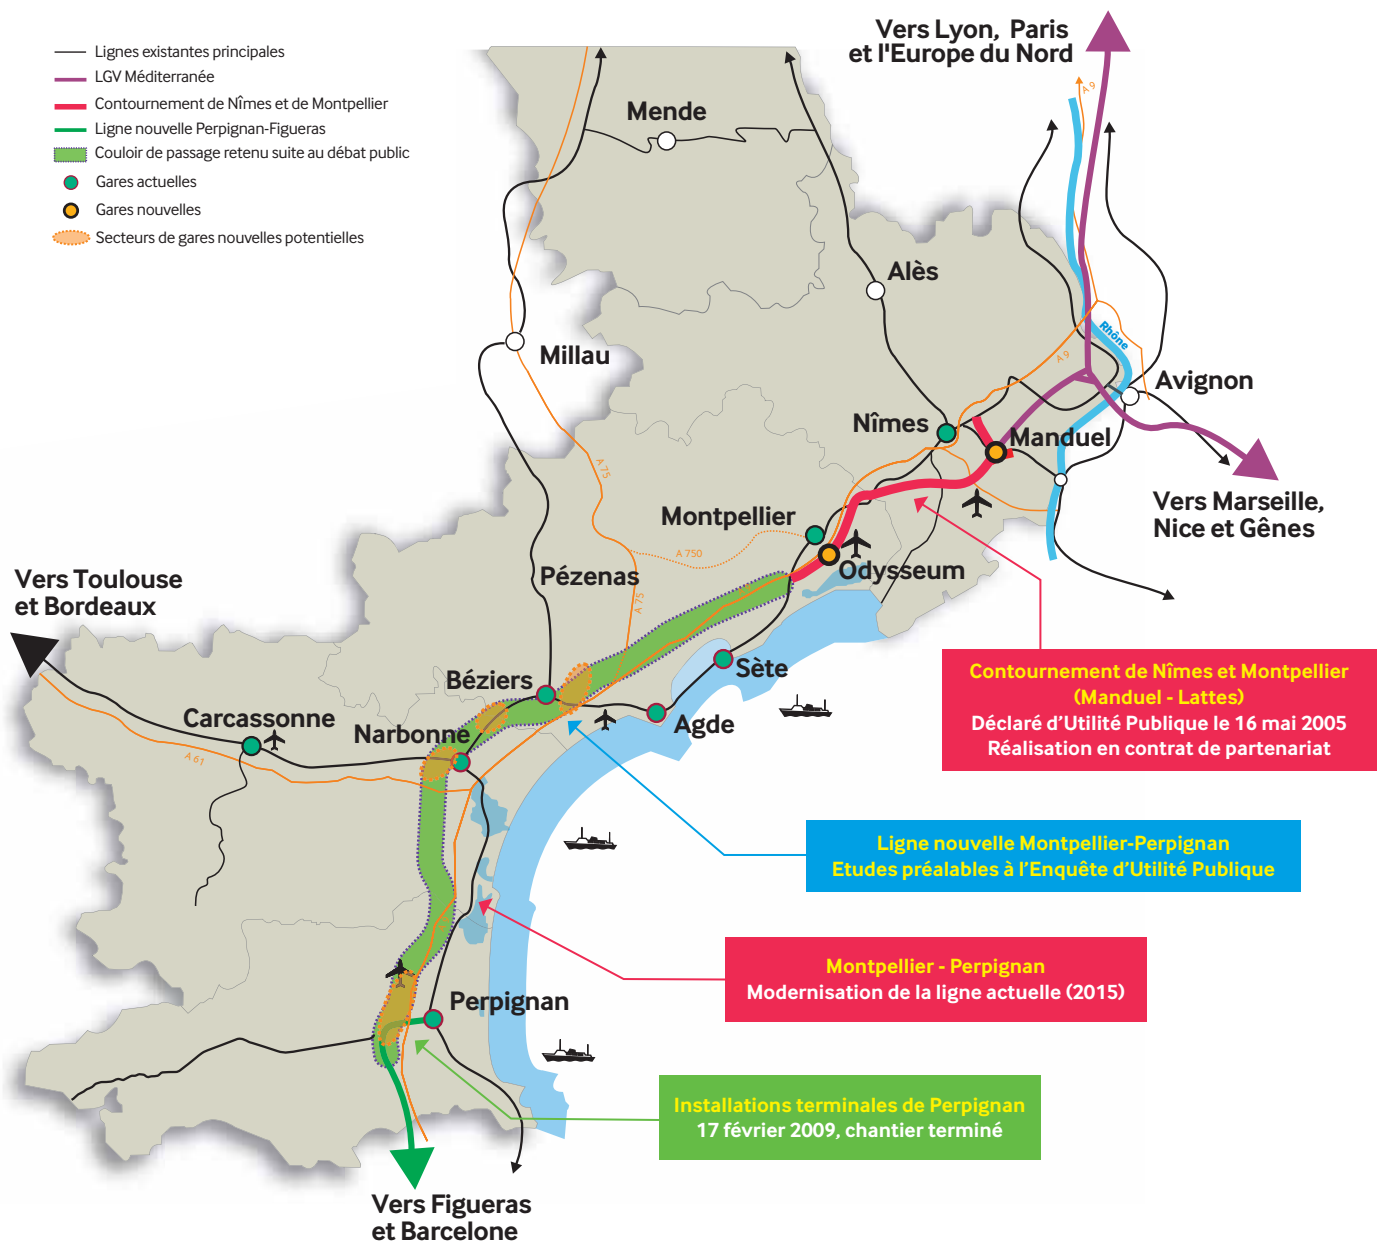 Lignes existantes principales
LGV Méditerranée
Contournement de Nîmes et de Montpellier
Ligne nouvelle Perpignan-Figueras
Couloir de passage retenu suite au débat public
Gares actuelles
Gares nouvelles
Secteurs de gares nouvelles potentielles
Vers Lyon, Paris
et l'Europe du Nord
A 9
Mende
Alès
Rhône
Millau
A 9
Avignon
Nîmes
Manduel
A 75
Vers Marseille,
Nice et Gênes
Montpellier
A 750
Odysseum
Pézenas
A 75
Vers Toulouse
et Bordeaux
Sète
Béziers
Agde
Carcassonne
Narbonne
A 61
Contournement de Nîmes et Montpellier
(Manduel - Lattes)
Déclaré d'Utilité Publique le 16 mai 2005
Réalisation en contrat de partenariat
Ligne nouvelle Montpellier-Perpignan
Etudes préalables à l'Enquête d'Utilité Publique
Montpellier - Perpignan
Modernisation de la ligne actuelle (2015)
Perpignan
Installations terminales de Perpignan
17 février 2009, chantier terminé
Vers Figueras
et Barcelone